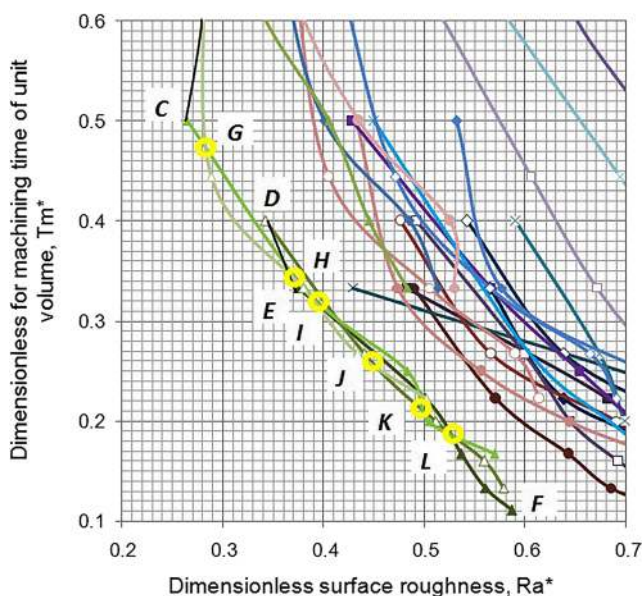 Dimensionless for machining time of unit
volume, Tm*
0.6
0.5
0.4
0.3
0.2
0.1
C
G
D
H
E
I
J
K
L
F
0.2 0.3 0.4 0.5 0.6 0.7
Dimensionless surface roughness, Ra*